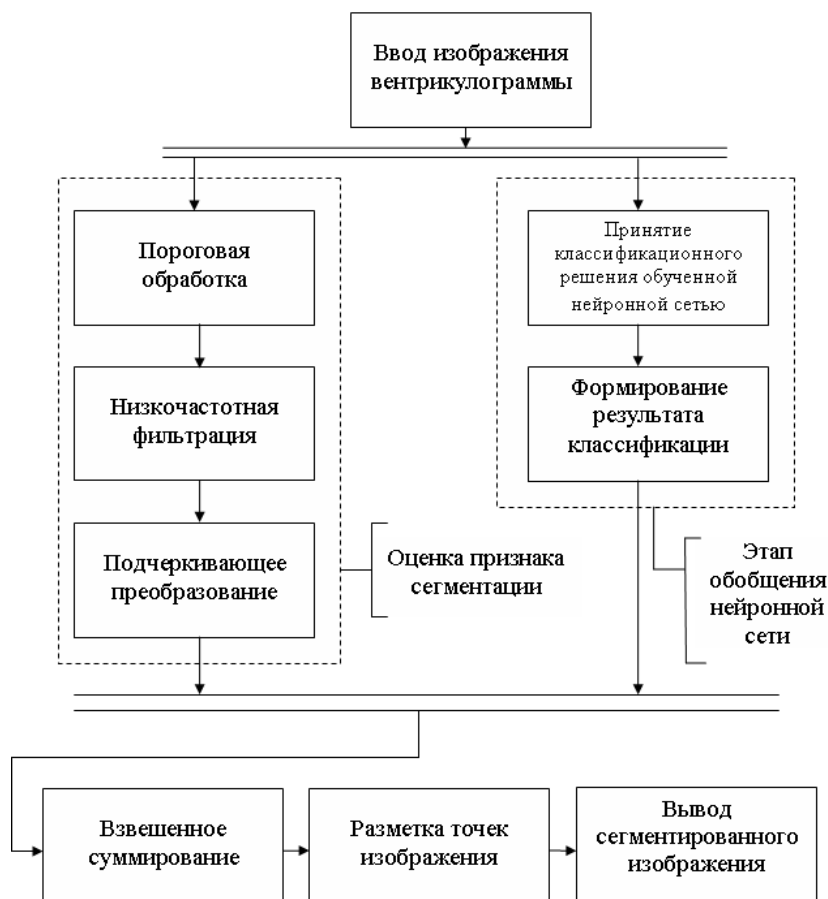 Ввод изображения
вентрикулограммы
Пороговая
обработка
Низкочастотная
фильтрация
Подчеркивающее
преобразование
Оценка признака
сегментации
Принятие
классификационного
решения обученной
нейронной сетью
Формирование
результата
классификации
Этап
обобщения
нейронной
сети
Взвешенное
суммирование
Разметка точек
изображения
Вывод
сегментированного
изображения